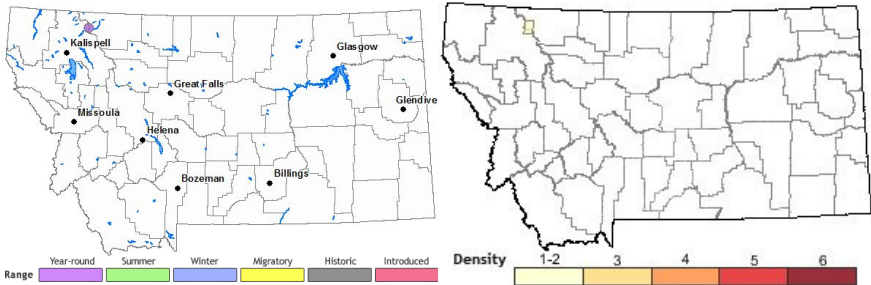 Kalispell
Glasgow
Great Falls
Glendive
Missoula
Helena
Bozeman
Billings
Range Year-round Summer Winter Migratory Historic Introduced
Density 1-2 3 4 5 6